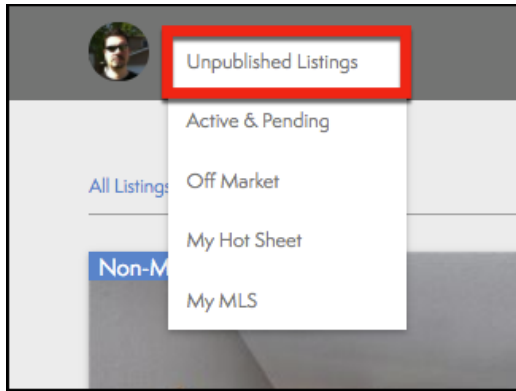 Unpublished Listings
Active & Pending
All Listings
Off Market
My Hot Sheet
Non-M
My MLS